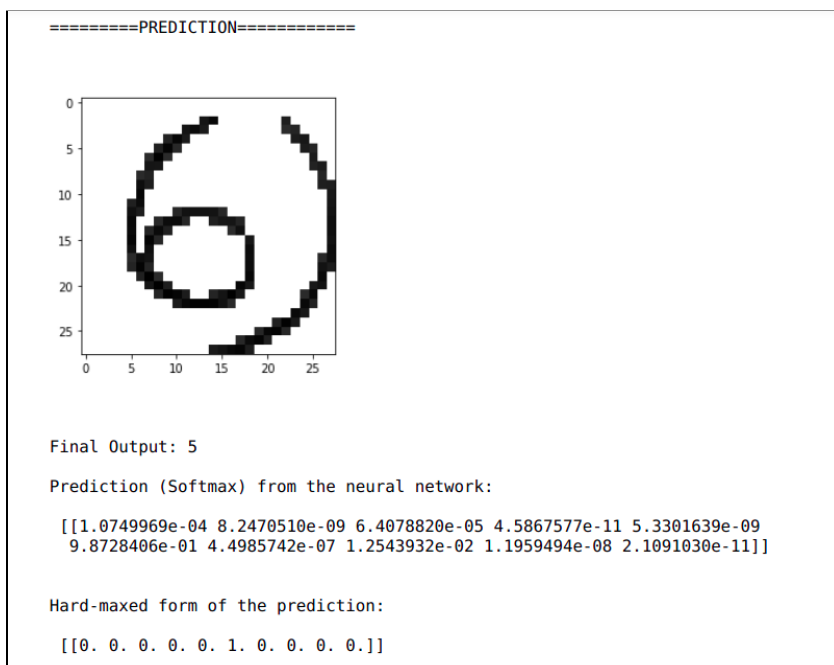 =========PREDICTION============
0
5
10
15
20
25
0 5 10 15 20 25
Final Output: 5
Prediction (Softmax) from the neural network:
[[1.0749969e-04 8.2470510e-09 6.4078820e-05 4.5867577e-11 5.3301639e-09
9.8728406e-01 4.4985742e-07 1.2543932e-02 1.1959494e-08 2.1091030e-11]]
Hard-maxed form of the prediction:
[[0. 0. 0. 0. 0. 1. 0. 0. 0. 0.]]